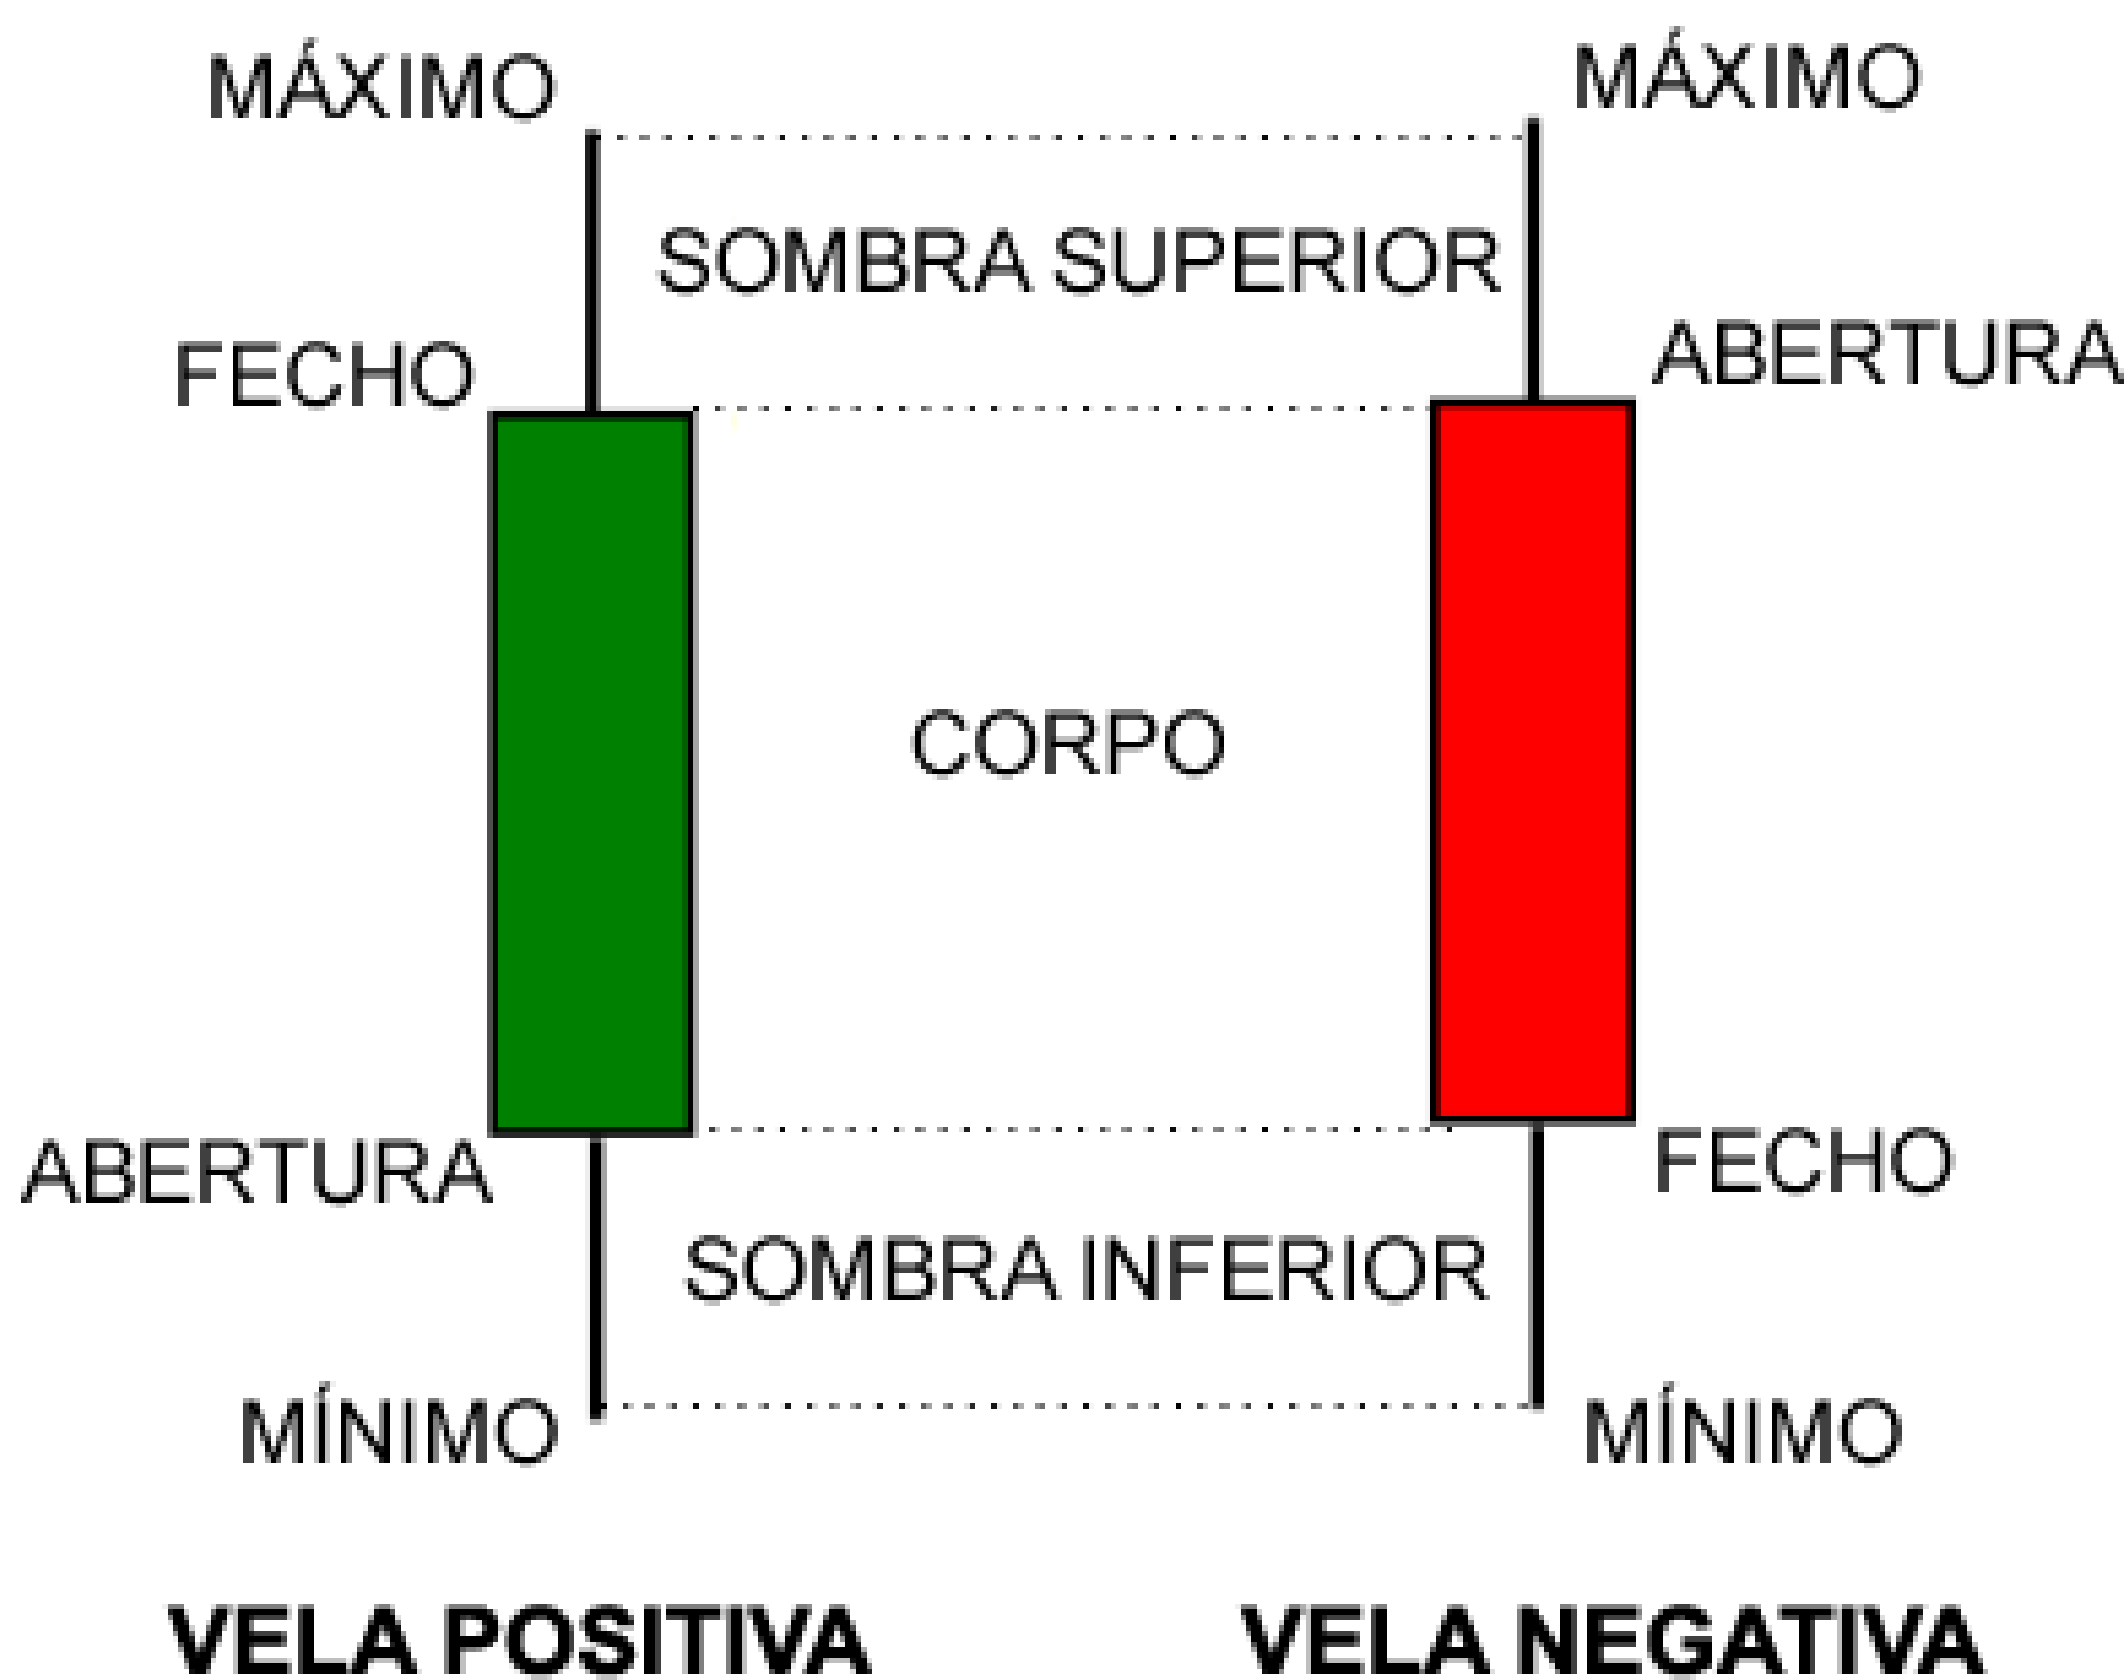 MÁXIMO
MÁXIMO
SOMBRA SUPERIOR
FECHO
ABERTURA
CORPO
ABERTURA
FECHO
SOMBRA INFERIOR
MÍNIMO
MÍNIMO
VELA POSITIVA
VELA NEGATIVA